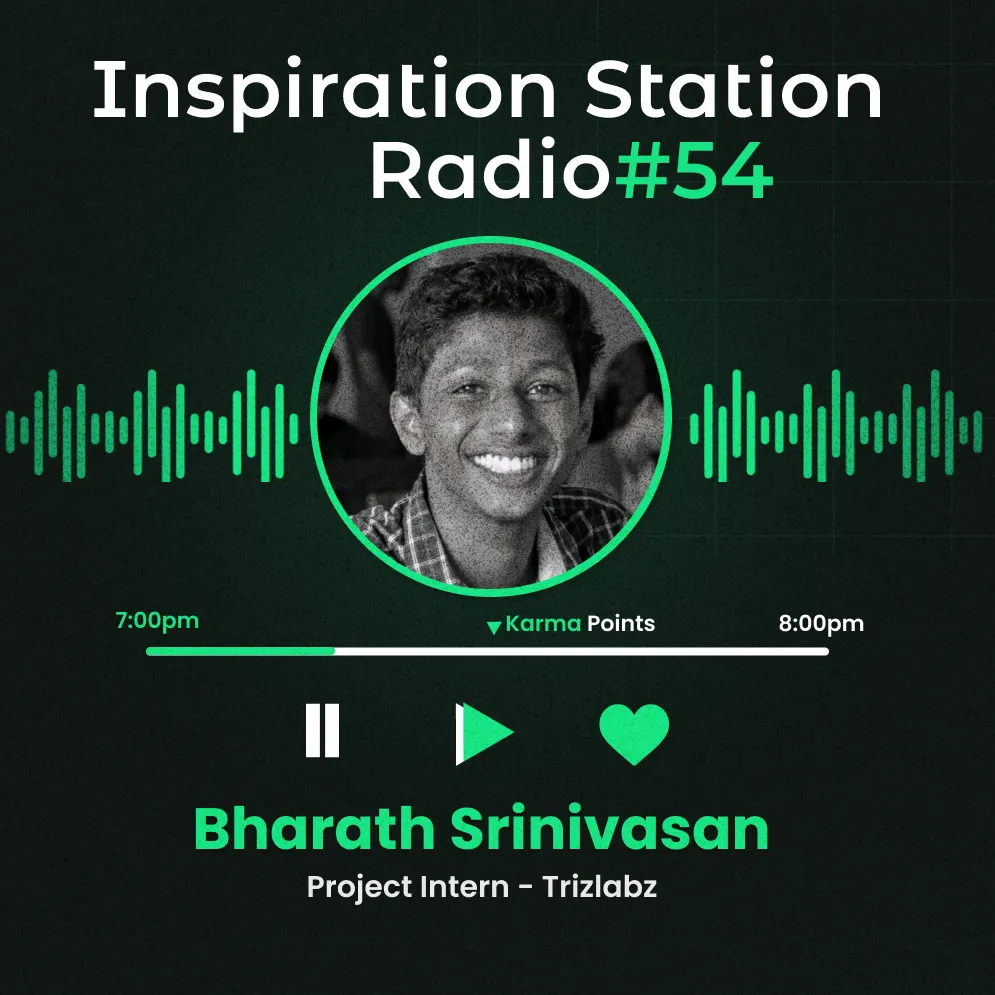 Inspiration Station
Radio#54
7:00pm
Karma Points
8:00pm
Bharath Srinivasan
Project Intern - Trizlabz